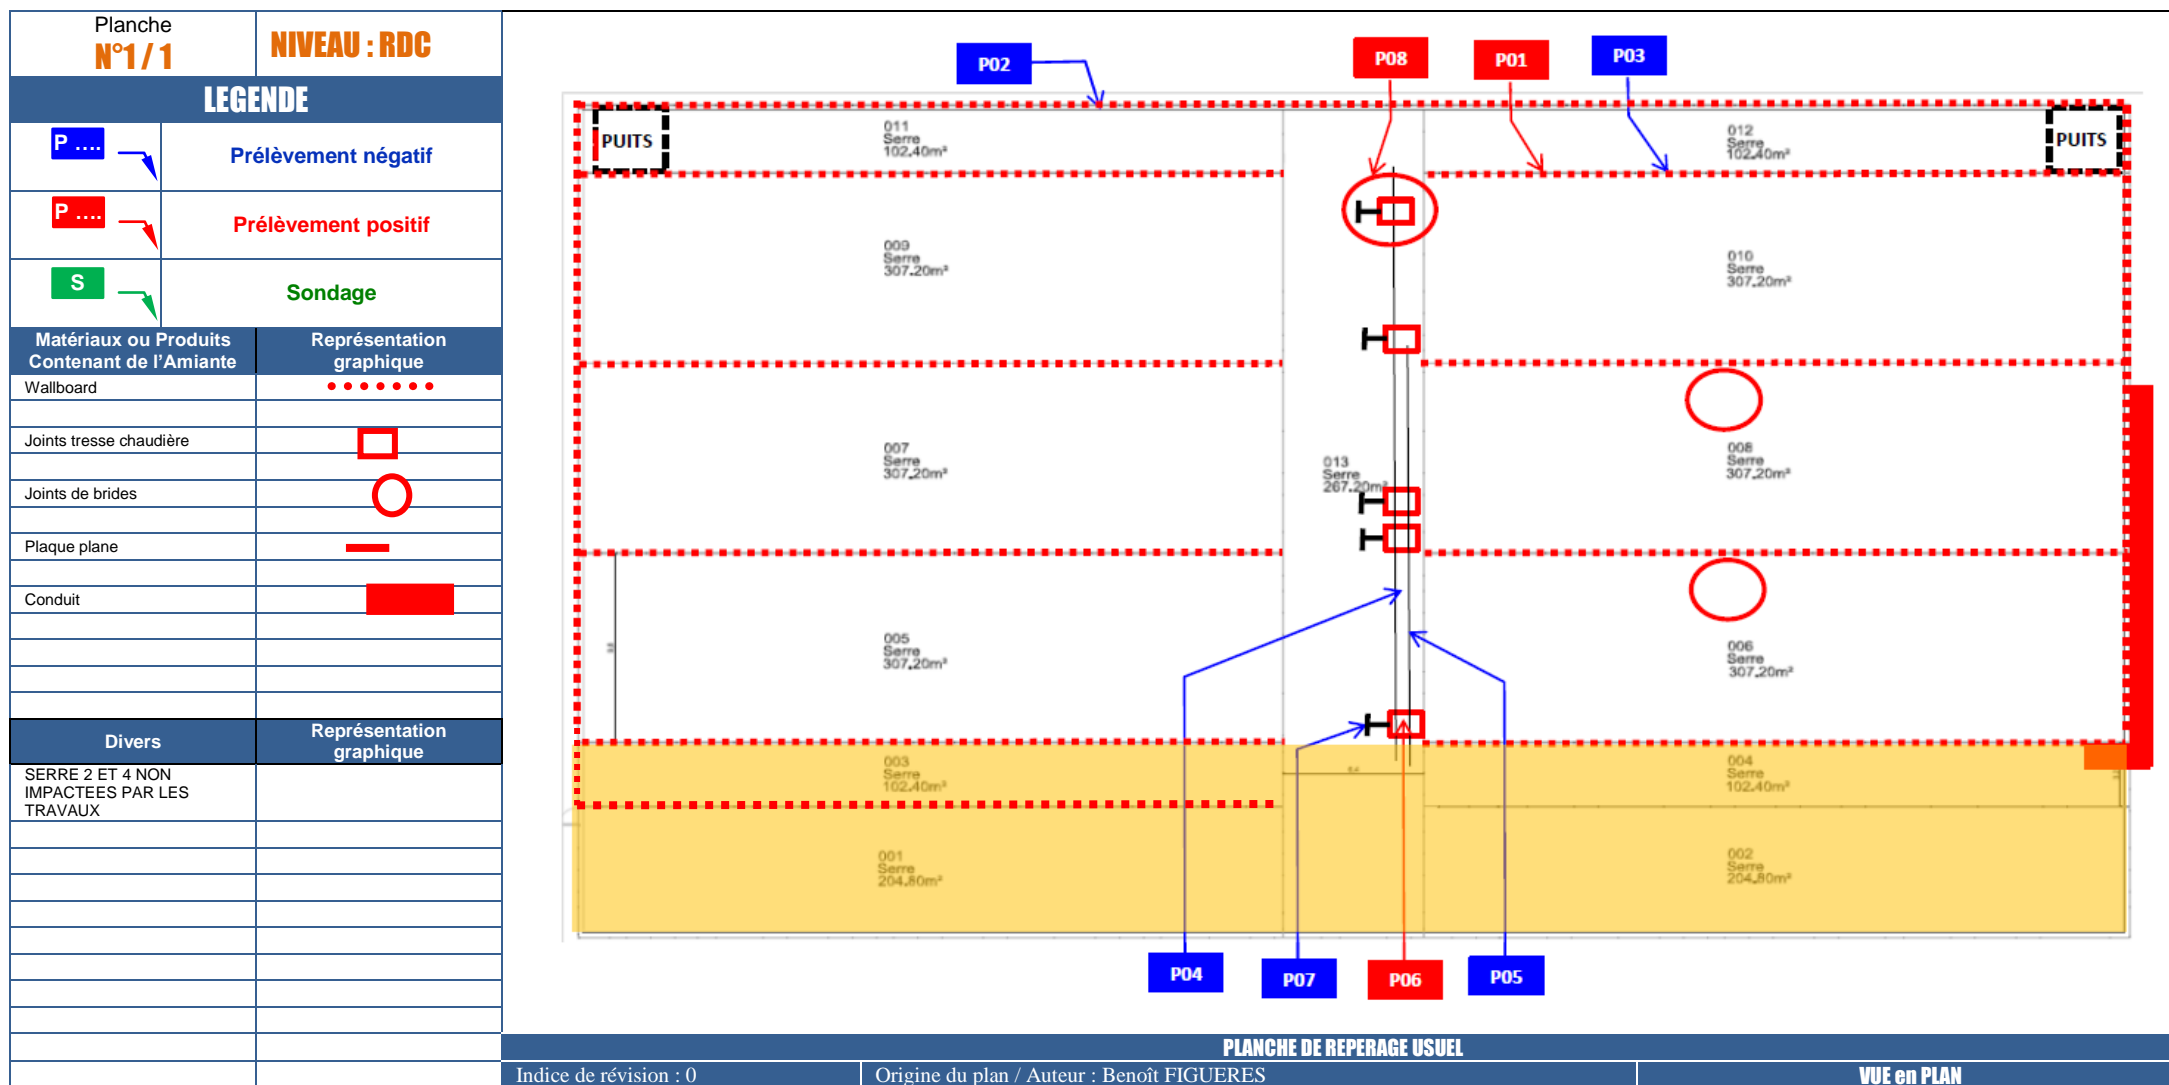 Planche
N°1 / 1
NIVEAU : RDC
LEGENDE
P ....
Prélèvement négatif
P ....
Prélèvement positif
S
Sondage
Matériaux ou Produits
Contenant de l'Amiante
Représentation
graphique
Wallboard
Joints tresse chaudière
Joints de brides
Plaque plane
Conduit
Divers
Représentation
graphique
SERRE 2 ET 4 NON
IMPACTEES PAR LES
TRAVAUX
P02
P08
P01
P03
PUITS
011
Serre
102.40m²
012
Serre
102.40m²
PUITS
009
Serre
307.20m²
010
Serre
307.20m²
007
Serre
307.20m²
013
Serre
267.20m²
008
Serre
307.20m²
005
Serre
307.20m²
006
Serre
307.20m²
003
Serre
102.40m²
004
Serre
102.40m²
001
Serre
204.80m²
002
Serre
204.80m²
P04
P07
P06
P05
PLANCHE DE REPERAGE USUEL
Indice de révision : 0
Origine du plan / Auteur : Benoît FIGUERES
VUE en PLAN